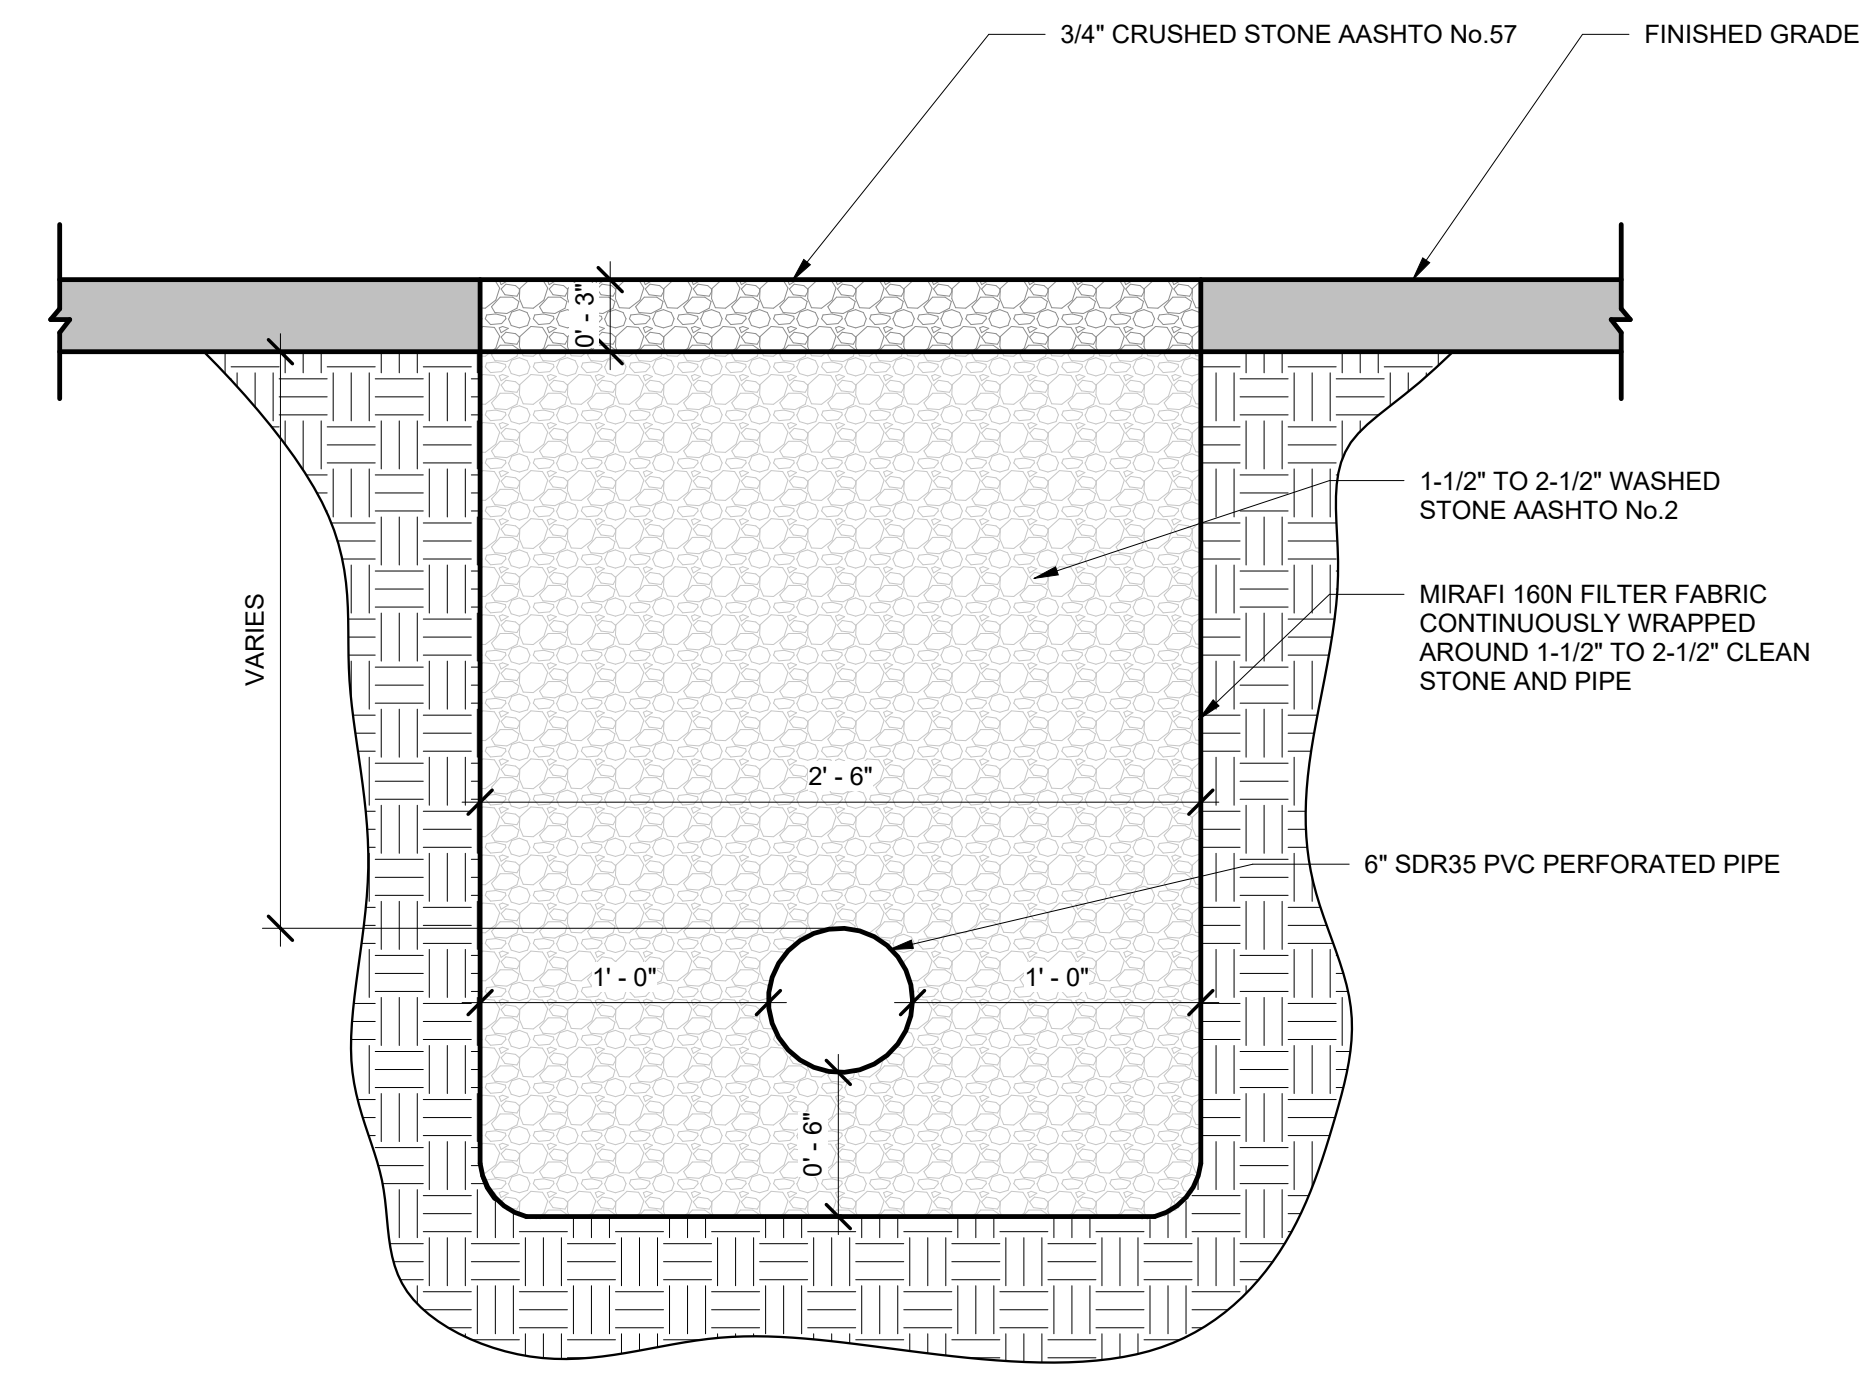 3/4" CRUSHED STONE AASHTO No.57
FINISHED GRADE
0' - 3"
1-1/2" TO 2-1/2" WASHED
STONE AASHTO No.2
MIRAFI 160N FILTER FABRIC
CONTINUOUSLY WRAPPED
AROUND 1-1/2" TO 2-1/2" CLEAN
STONE AND PIPE
VARIES
2' - 6"
6" SDR35 PVC PERFORATED PIPE
1' - 0"
1' - 0"
0' - 6"